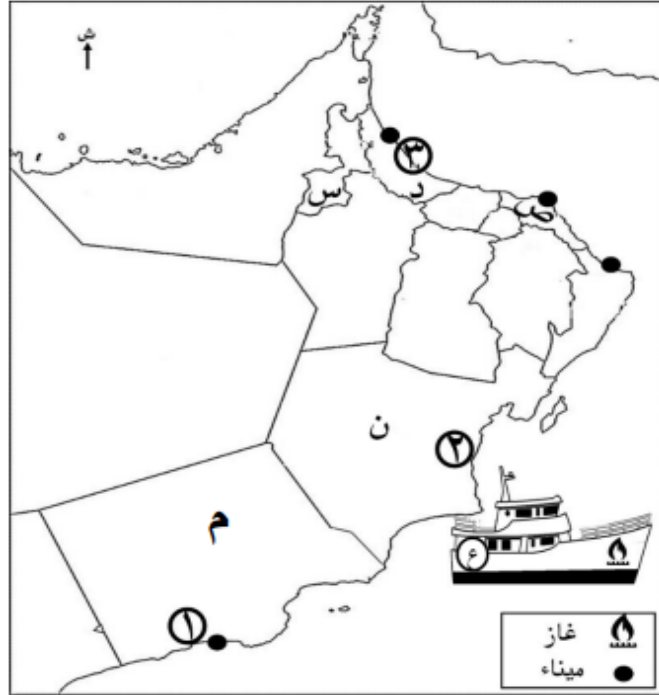 ش
٣
س
د
ض
ن
٢
م
ع
١
غاز
ميناء